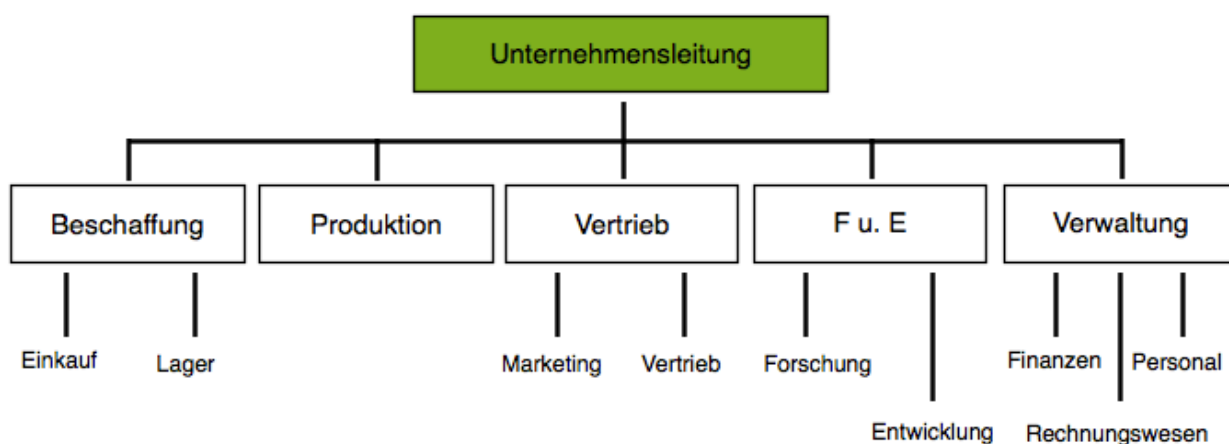 Unternehmensleitung
Beschaffung
Produktion
Vertrieb
F u. E
Verwaltung
Einkauf
Lager
Marketing
Vertrieb
Forschung
Entwicklung
Finanzen
Rechnungswesen
Personal